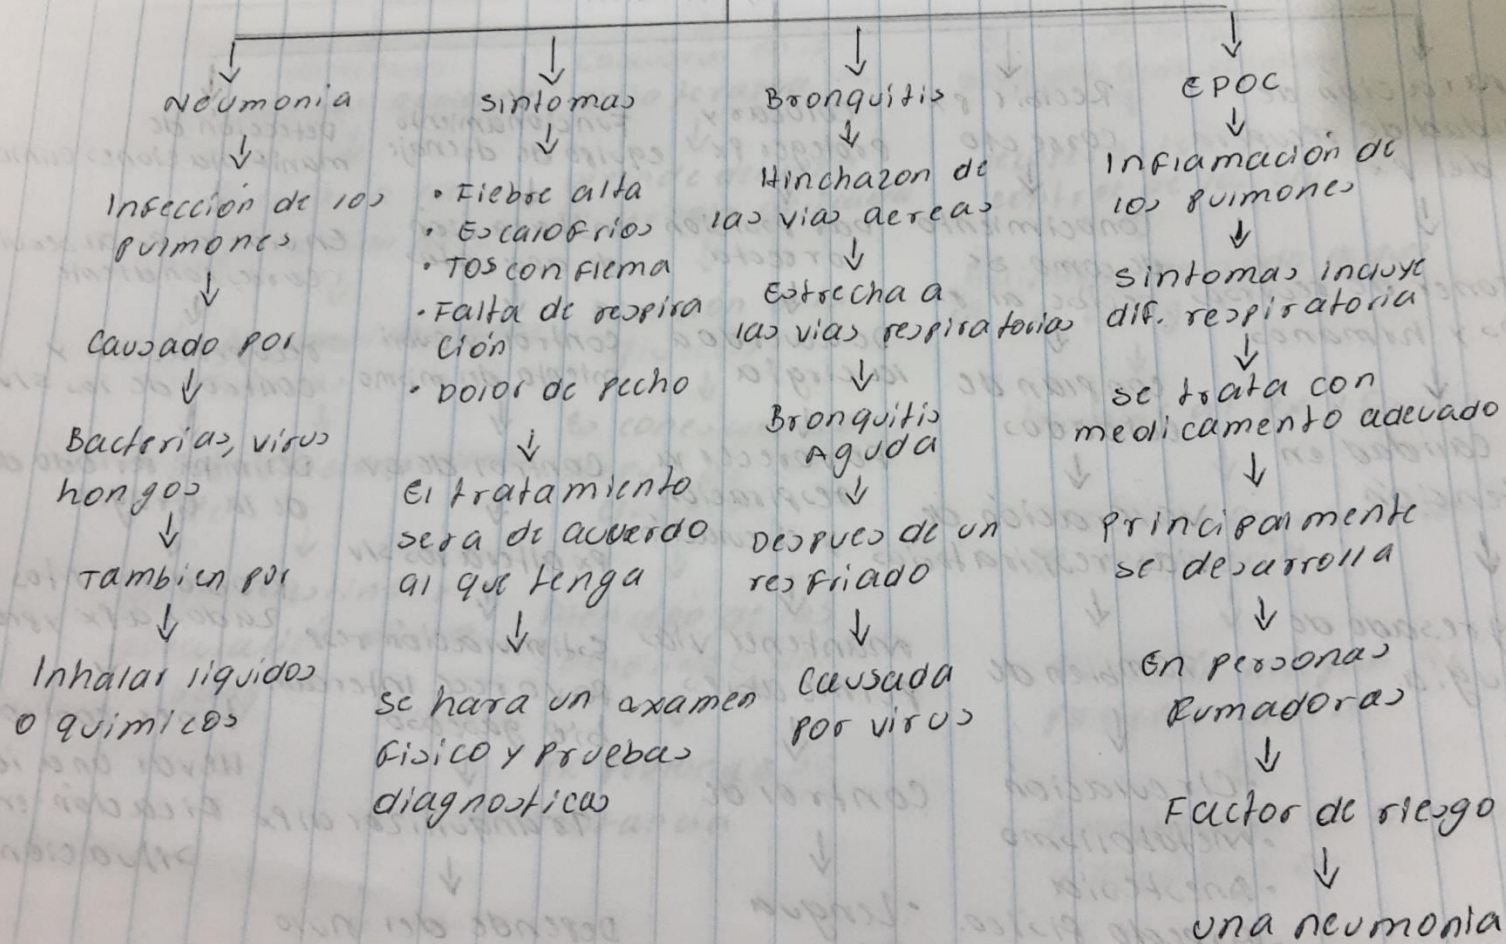 Neumonia
Infección de los
pulmones
Causado por
Bacterias, virus
hongos
Tambien por
Inhalar liquidos
o quimicos
Sintomas
• Fiebre alta
• Escalofrios
• Tos con flema
• Falta de respira
ción
• Dolor de pecho
El tratamiento
sera de acuerdo
al que tenga
se hara un axamen
fisico y pruebas
diagnosticas
Bronquitis
Hinchazon de
las vias aereas
Estrecha a
las vias respiratorias
Bronquitis
Aguda
Despues de un
resfriado
Causada
por virus
EPOC
Inflamación de
los pulmones
Sintomas incluye
dif. respiratoria
se trata con
medicamento adecuado
Principalmente
se desarrolla
En personas
Fumadoras
Factor de riesgo
una neumonia